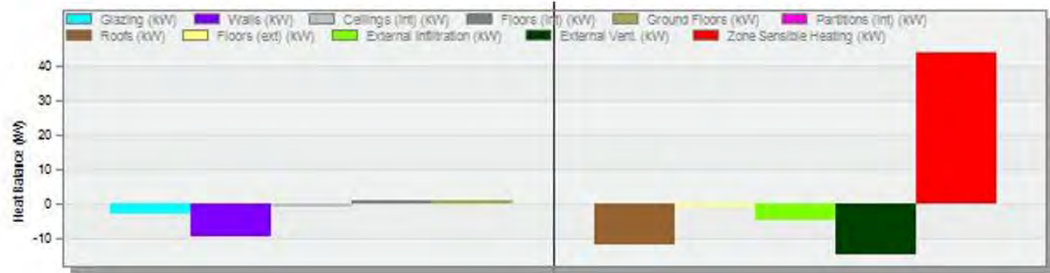 Glazing (kW) Walls (kW) Ceilings (int) (kW) Floors (int) (kW) Ground Floors (kW) Partitions (int) (kW)
Roofs (kW) Floors (ext) (kW) External Infiltration (kW) External Vent. (kW) Zone Sensible Heating (kW)
Heat Balance (kW)
40
30
20
10
0
-10